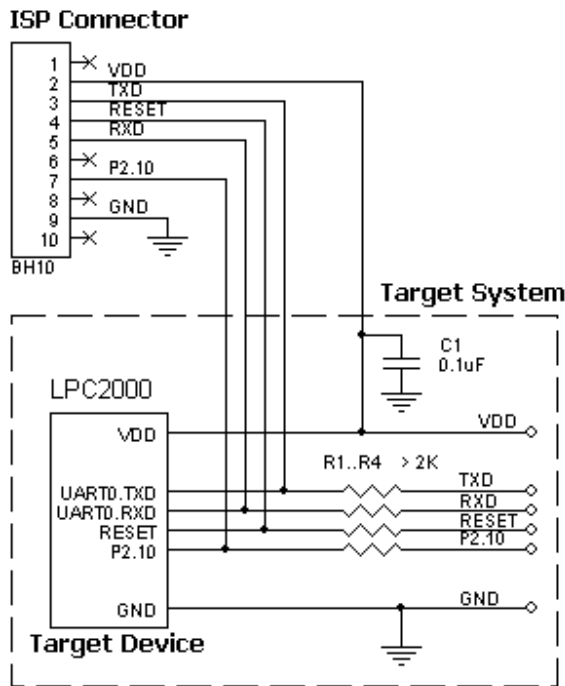 ISP Connector
1
VDD
2
TXD
3
RESET
4
RXD
5
6
P2.10
7
8
GND
9
10
BH10
Target System
C1
0.1uF
LPC2000
VDD
VDD
R1..R4 > 2K
UART0.TXD
TXD
UART0.RXD
RXD
RESET
RESET
P2.10
P2.10
GND
GND
Target Device